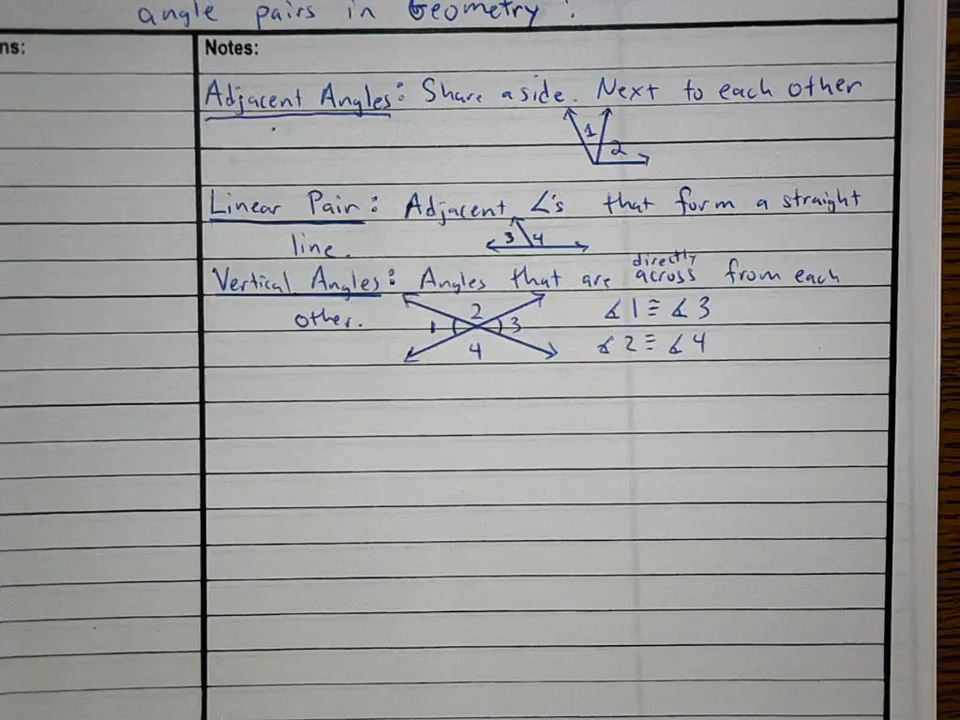 angle pairs in Geometry.
ns:
Notes:
Adjacent Angles: Share a side. Next to each other
1
2
Linear Pair: Adjacent ∠'s that form a straight
line.
3 4
directly
Vertical Angles: Angles that are across from each
other.
2
1
3
4
∡1 ≅ ∡3
∡2 ≅ ∡4